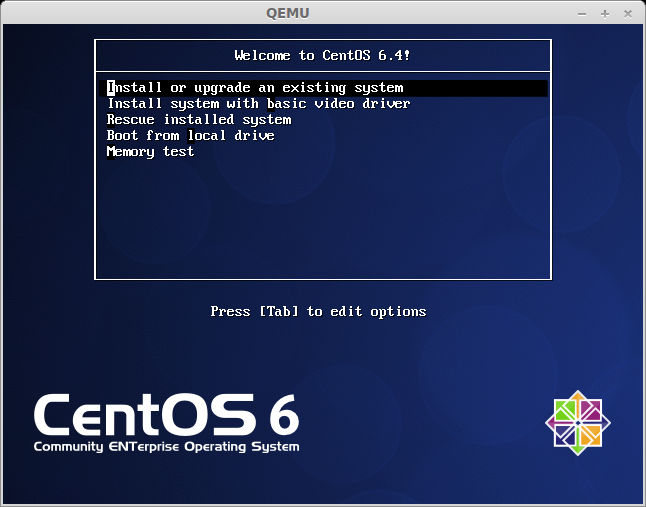 QEMU
Welcome to CentOS 6.4!
Install or upgrade an existing system
Install system with basic video driver
Rescue installed system
Boot from local drive
Memory test
Press [Tab] to edit options
CentOS 6
Community ENTerprise Operating System